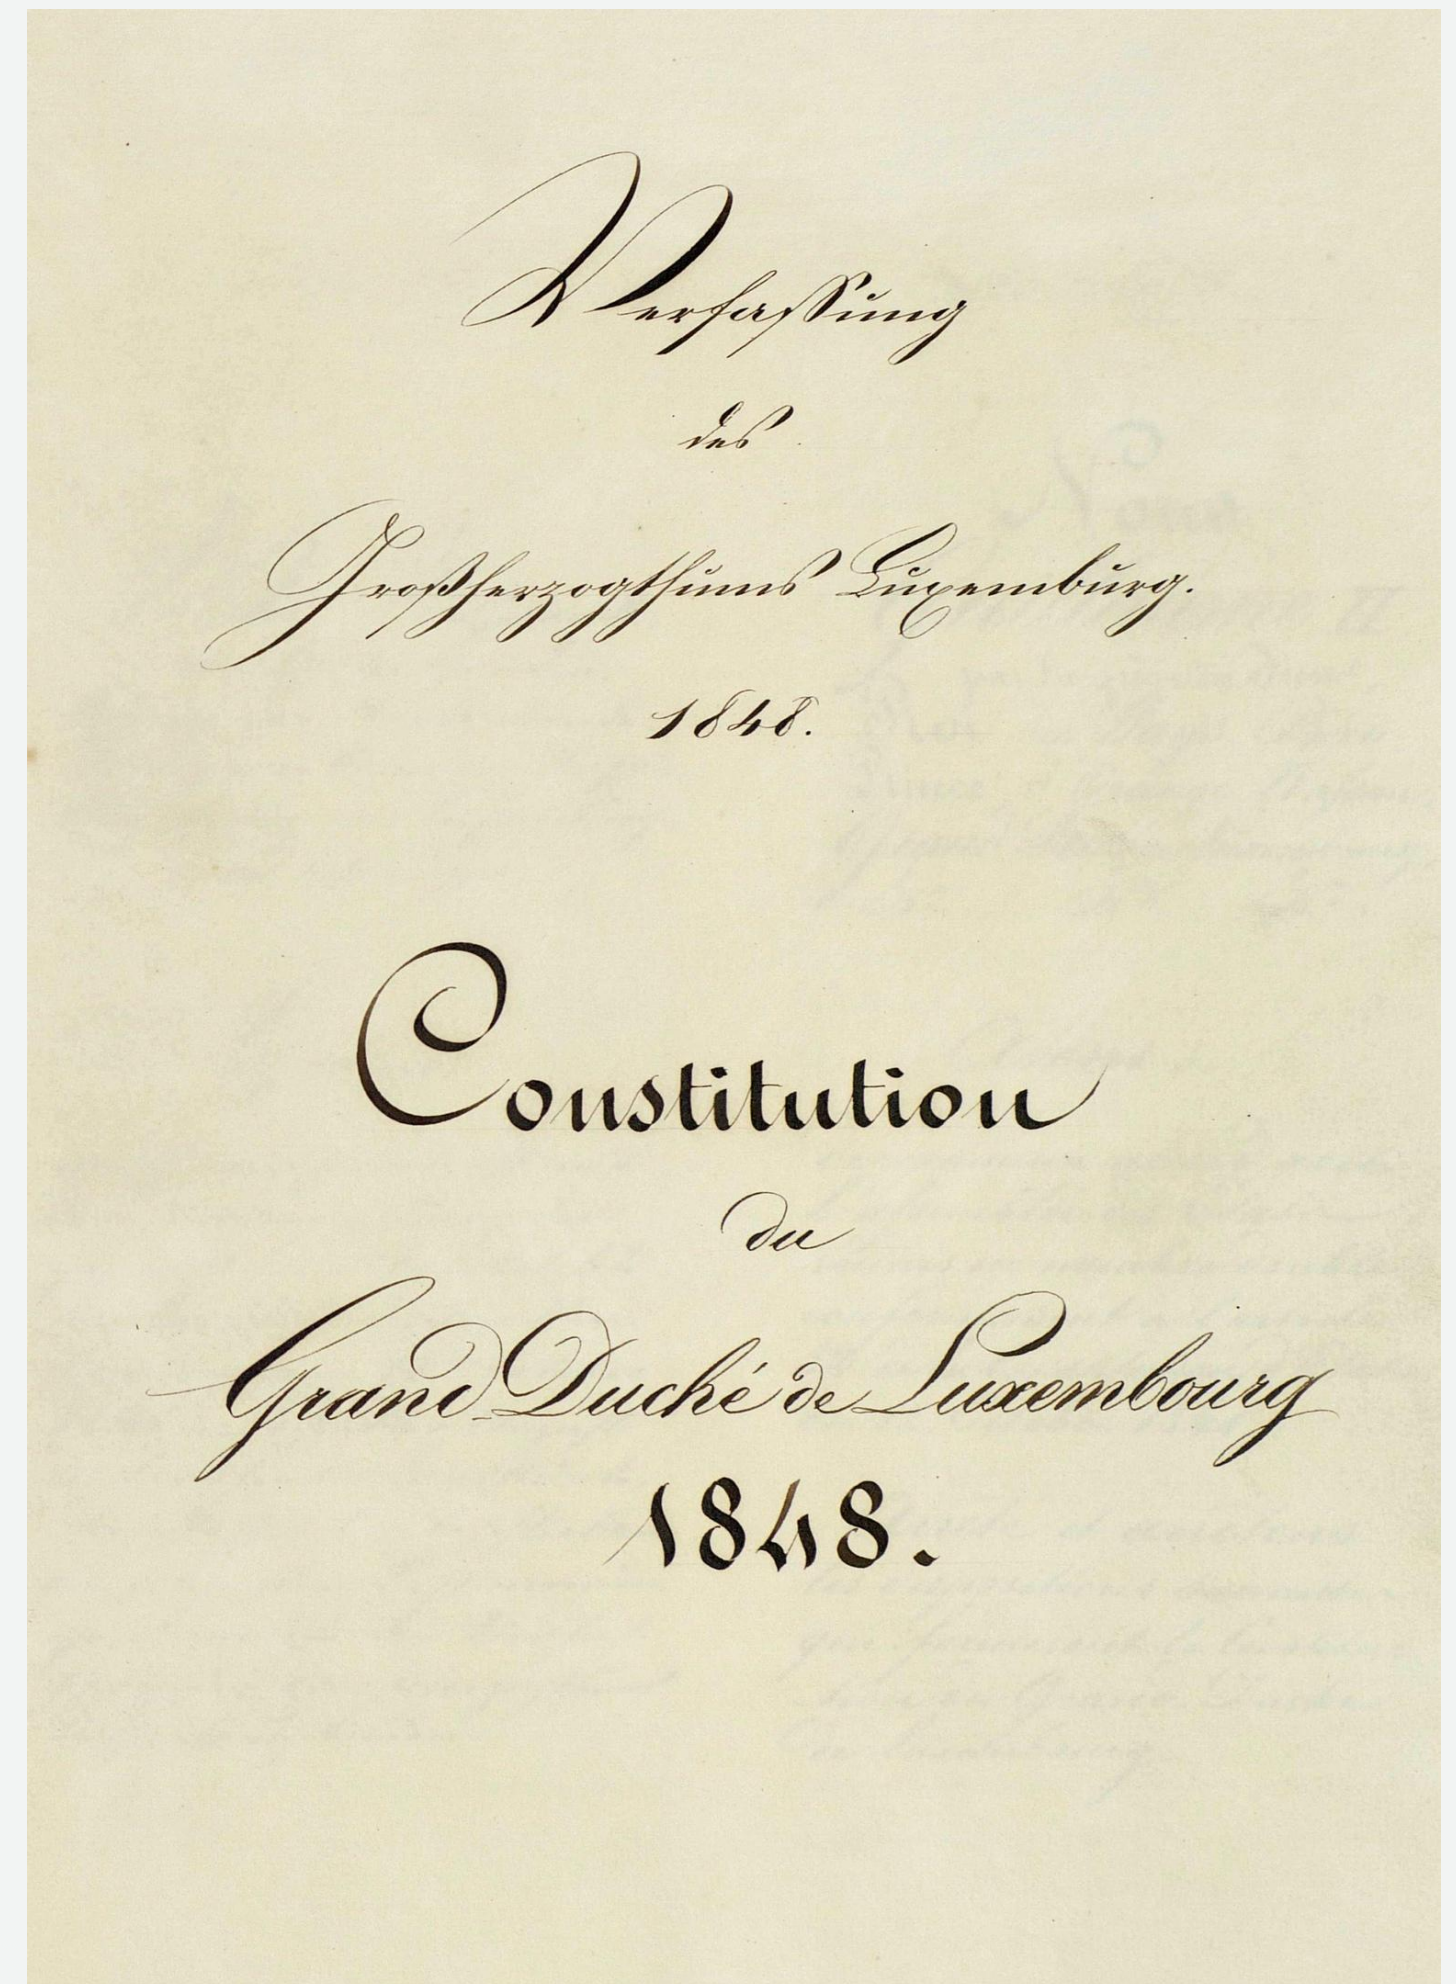 Verfassung
des
Großherzogthums Luxemburg.
1848.
Constitution
du
Grand-Duché de Luxembourg
1848.